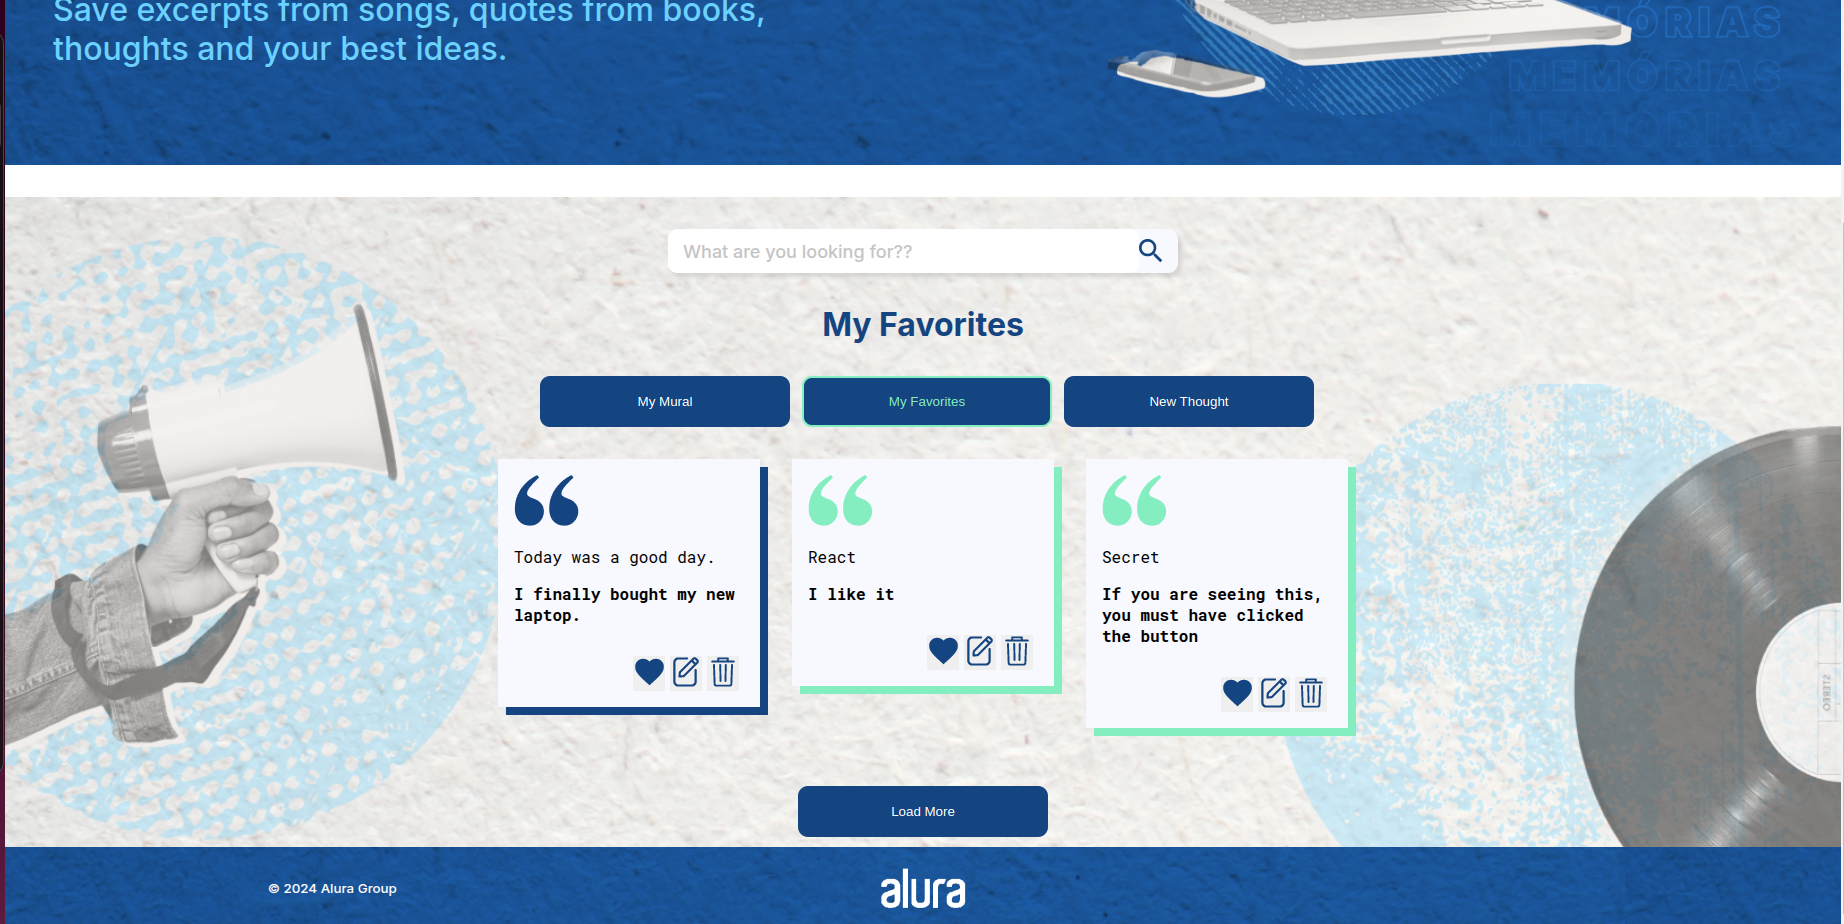 Save excerpts from songs, quotes from books,
thoughts and your best ideas.
MÓRIAS
MEMÓRIAS
MEMÓRIAS
What are you looking for??
My Favorites
My Mural
My Favorites
New Thought
Today was a good day.
I finally bought my new
laptop.
React
I like it
Secret
If you are seeing this,
you must have clicked
the button
STEREO
Load More
© 2024 Alura Group
alura